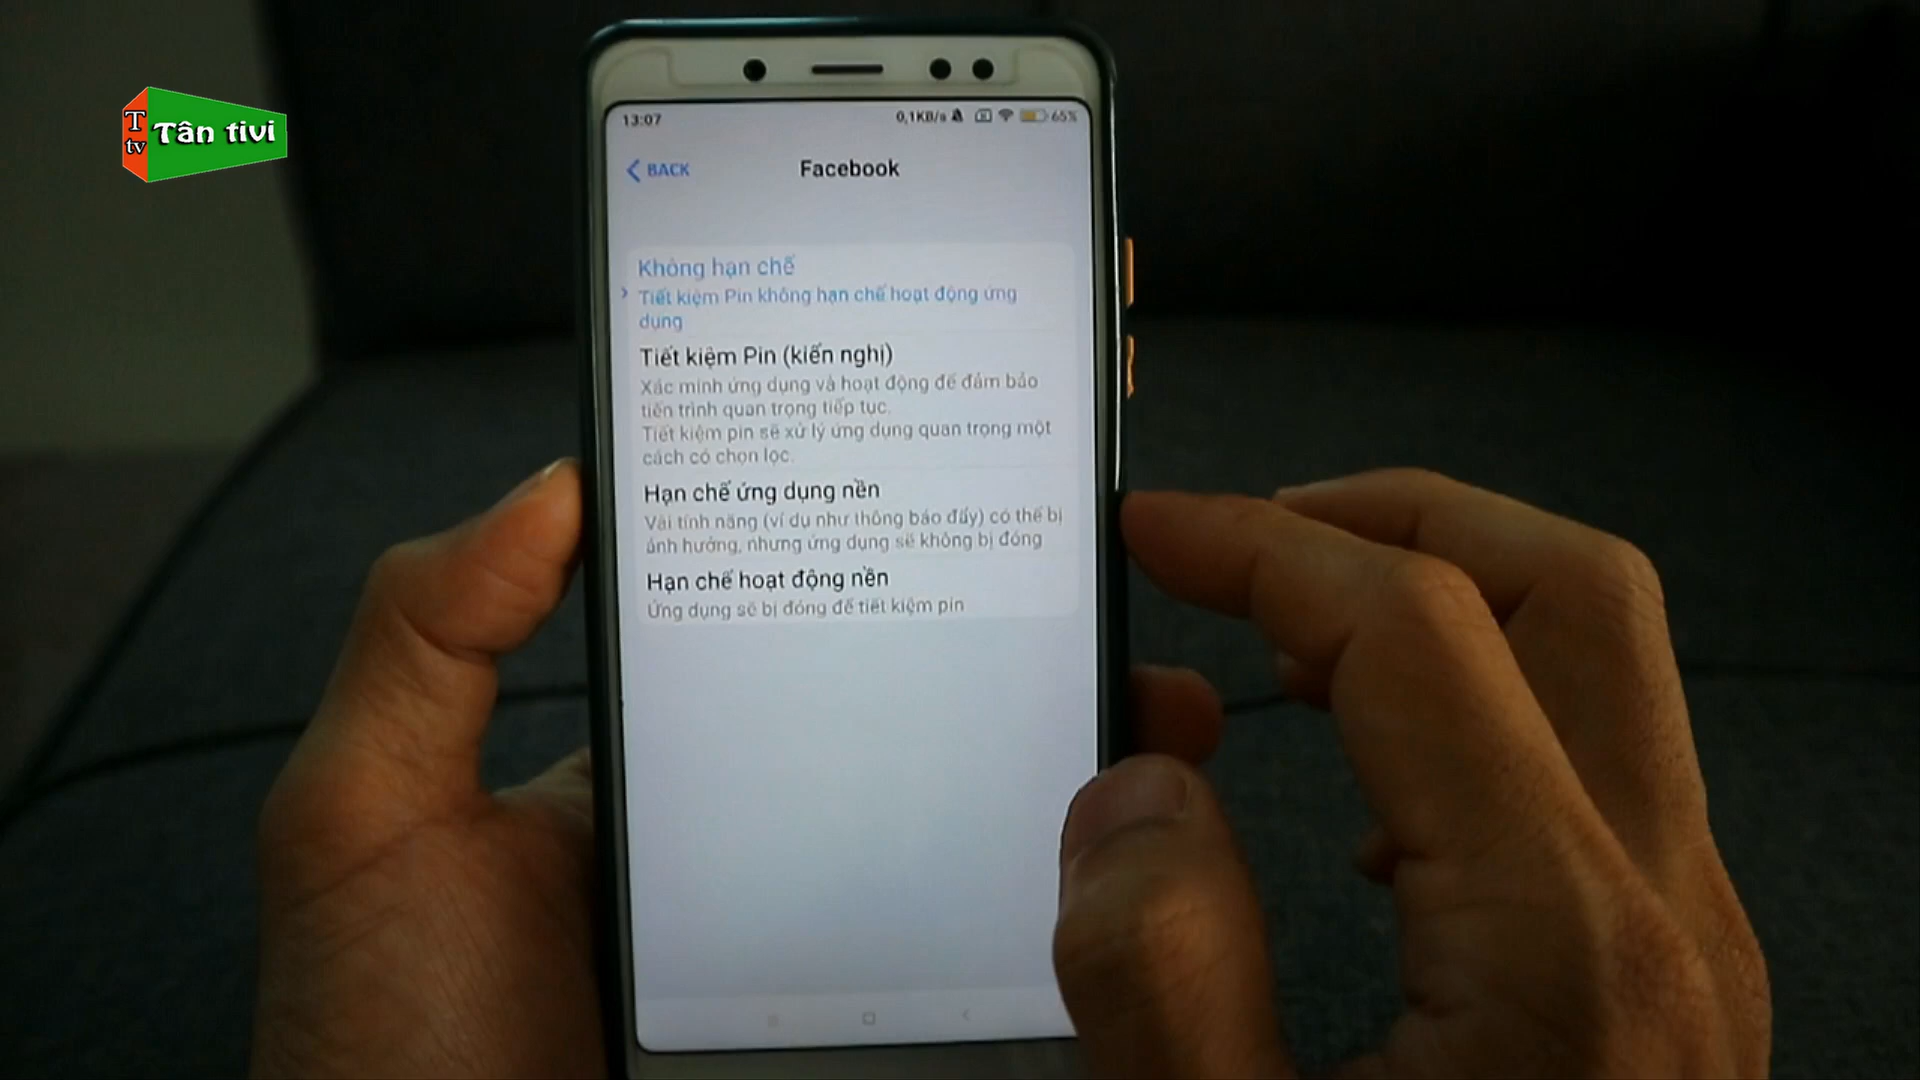 T
tv
Tân tivi
13:07
0,1KB/s
65%
BACK
Facebook
Không hạn chế
Tiết kiệm Pin không hạn chế hoạt động ứng
dụng
Tiết kiệm Pin (kiến nghị)
Xác minh ứng dụng và hoạt động để đảm bảo
tiến trình quan trọng tiếp tục.
Tiết kiệm pin sẽ xử lý ứng dụng quan trọng một
cách có chọn lọc.
Hạn chế ứng dụng nền
Vài tính năng (ví dụ như thông báo đẩy) có thể bị
ảnh hưởng, nhưng ứng dụng sẽ không bị đóng
Hạn chế hoạt động nền
Ứng dụng sẽ bị đóng để tiết kiệm pin